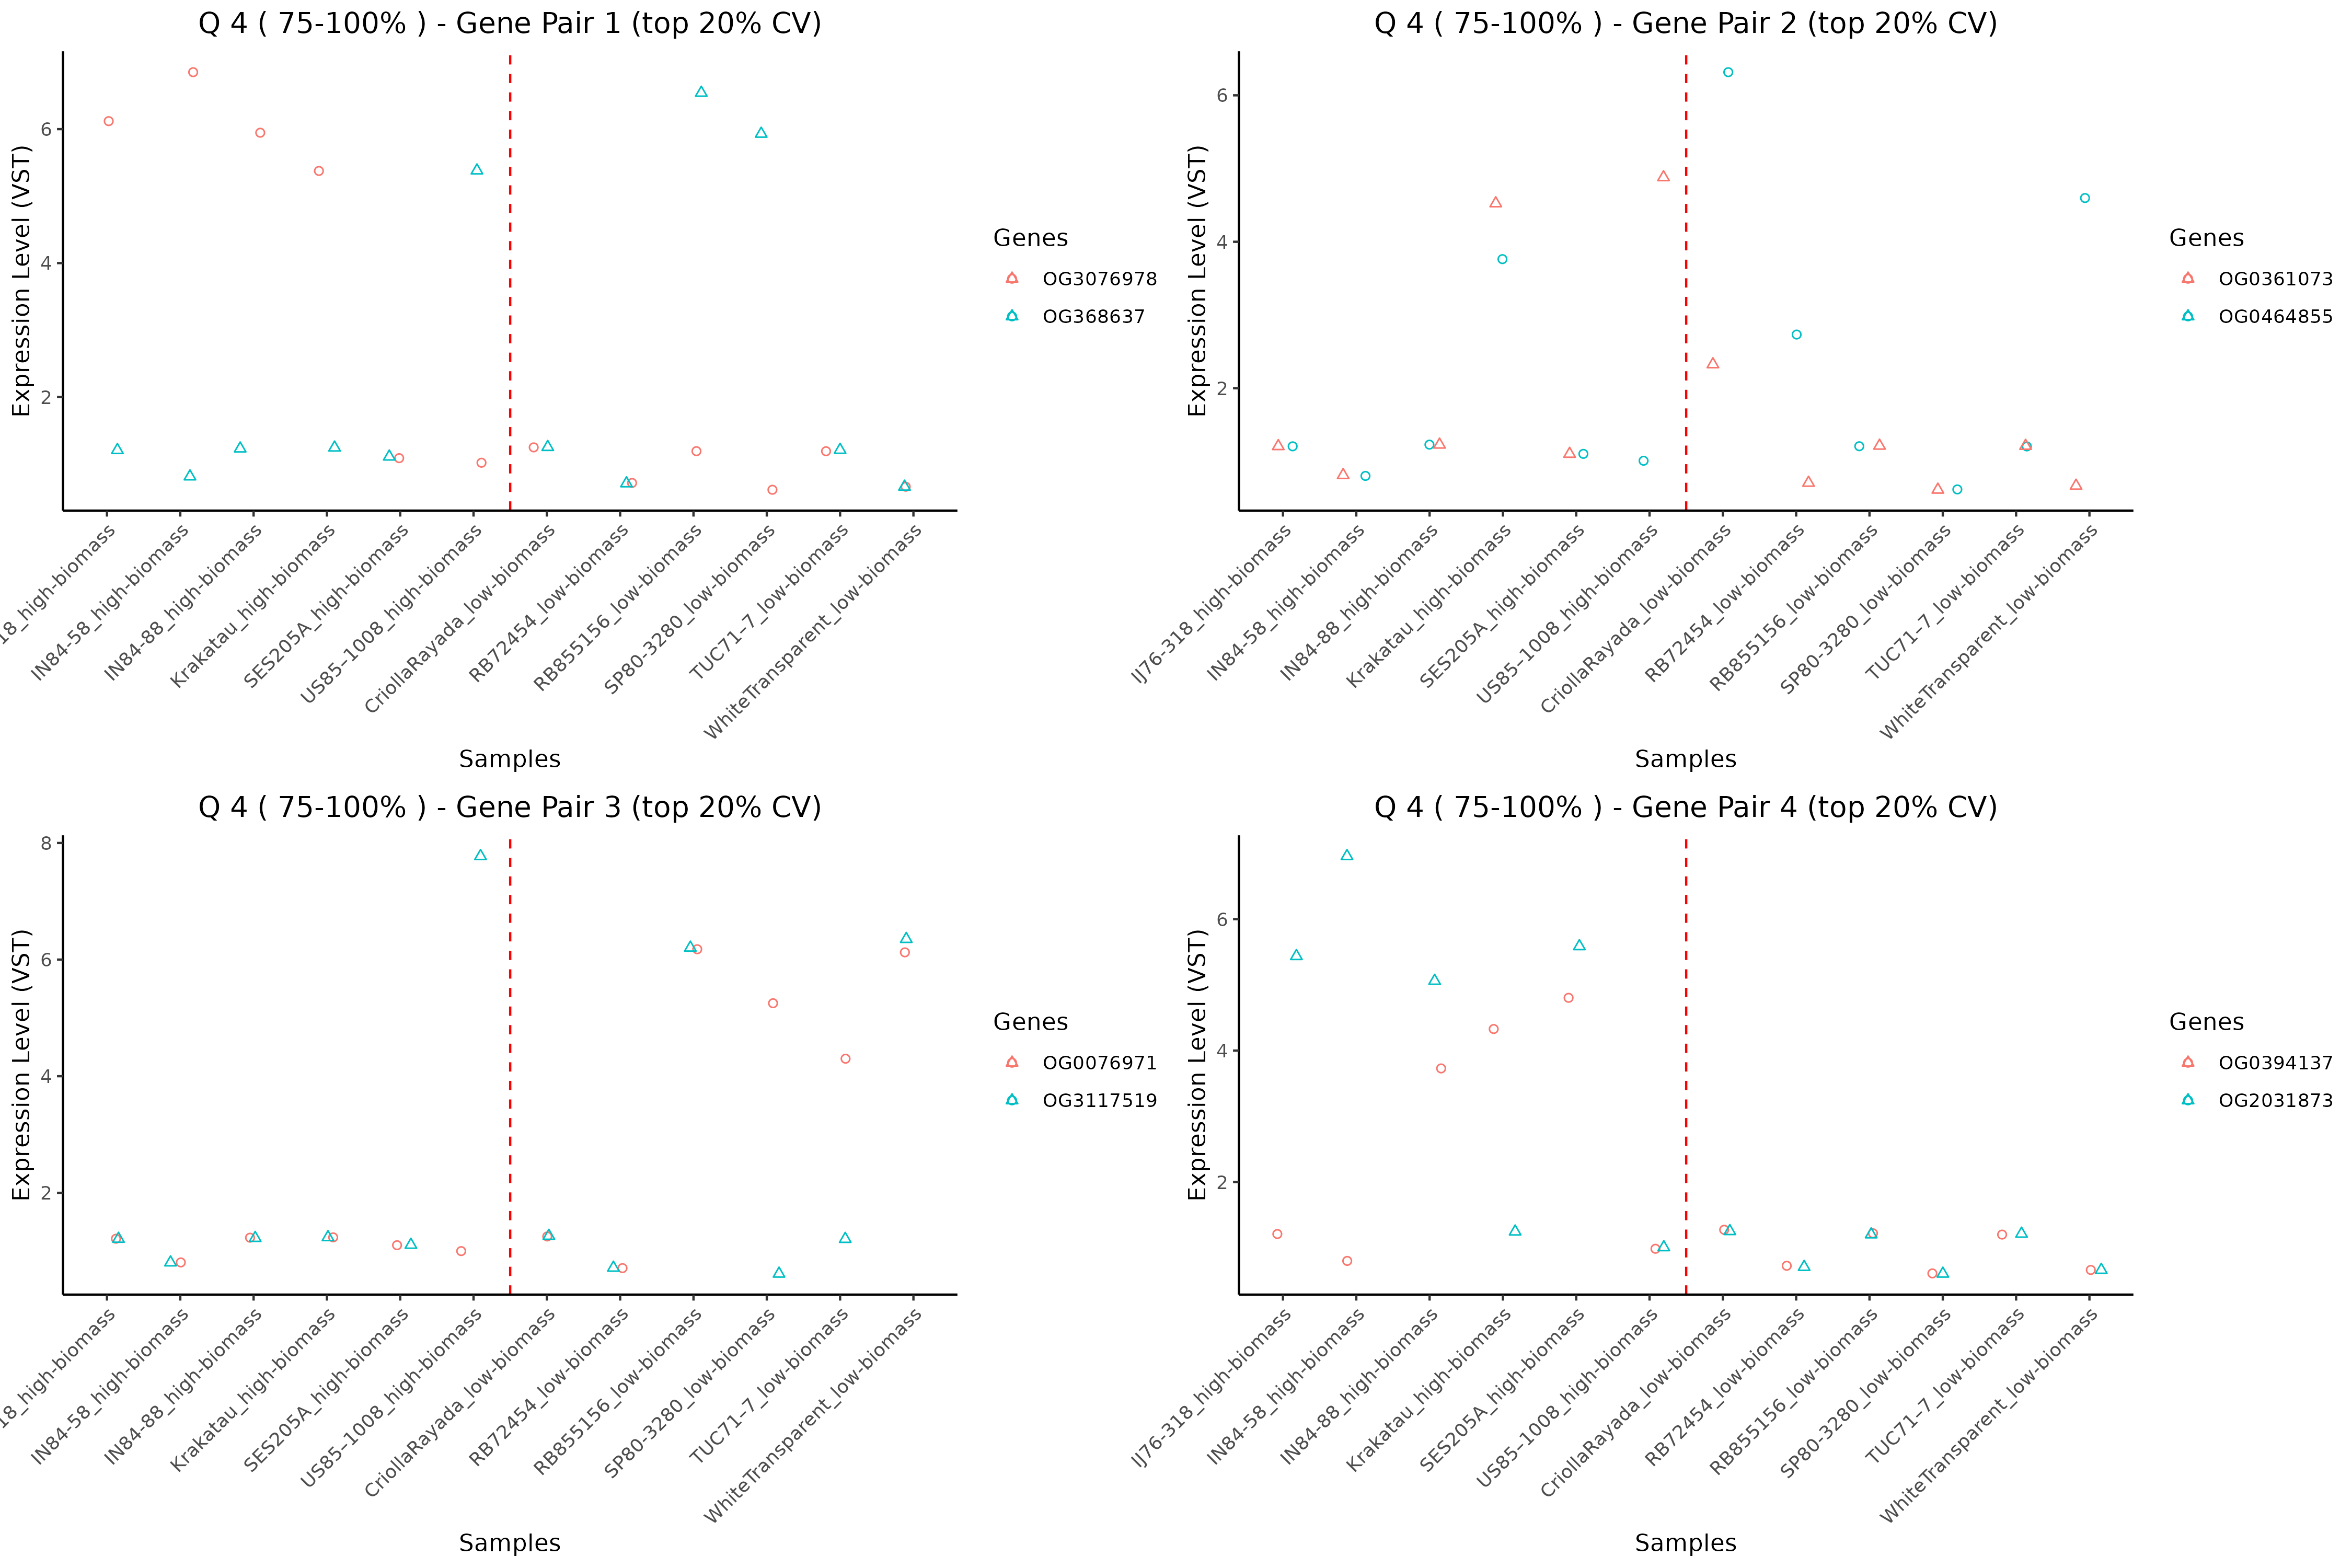 Q 4 ( 75-100% ) - Gene Pair 1 (top 20% CV)
Expression Level (VST)
6
4
2
18_high-biomass
IN84-58_high-biomass
IN84-88_high-biomass
Krakatau_high-biomass
SES205A_high-biomass
US85-1008_high-biomass
CriollaRayada_low-biomass
RB72454_low-biomass
RB855156_low-biomass
SP80-3280_low-biomass
TUC71-7_low-biomass
WhiteTransparent_low-biomass
Samples
Genes
OG3076978
OG368637
Q 4 ( 75-100% ) - Gene Pair 2 (top 20% CV)
Expression Level (VST)
6
4
2
IJ76-318_high-biomass
IN84-58_high-biomass
IN84-88_high-biomass
Krakatau_high-biomass
SES205A_high-biomass
US85-1008_high-biomass
CriollaRayada_low-biomass
RB72454_low-biomass
RB855156_low-biomass
SP80-3280_low-biomass
TUC71-7_low-biomass
WhiteTransparent_low-biomass
Samples
Genes
OG0361073
OG0464855
Q 4 ( 75-100% ) - Gene Pair 3 (top 20% CV)
Expression Level (VST)
8
6
4
2
18_high-biomass
IN84-58_high-biomass
IN84-88_high-biomass
Krakatau_high-biomass
SES205A_high-biomass
US85-1008_high-biomass
CriollaRayada_low-biomass
RB72454_low-biomass
RB855156_low-biomass
SP80-3280_low-biomass
TUC71-7_low-biomass
WhiteTransparent_low-biomass
Samples
Genes
OG0076971
OG3117519
Q 4 ( 75-100% ) - Gene Pair 4 (top 20% CV)
Expression Level (VST)
6
4
2
IJ76-318_high-biomass
IN84-58_high-biomass
IN84-88_high-biomass
Krakatau_high-biomass
SES205A_high-biomass
US85-1008_high-biomass
CriollaRayada_low-biomass
RB72454_low-biomass
RB855156_low-biomass
SP80-3280_low-biomass
TUC71-7_low-biomass
WhiteTransparent_low-biomass
Samples
Genes
OG0394137
OG2031873